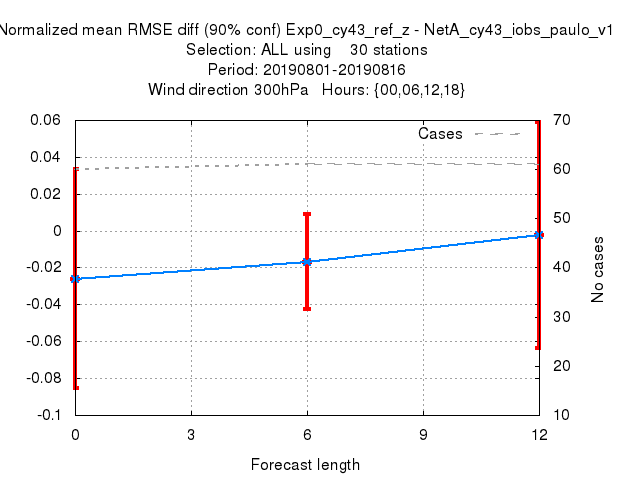 Normalized mean RMSE diff (90% conf) Exp0_cy43_ref_z - NetA_cy43_iobs_paulo_v1
Selection: ALL using 30 stations
Period: 20190801-20190816
Wind direction 300hPa Hours: {00,06,12,18}
0.06 70
Cases
0.04 60
0.02 50
0
-0.02 40
-0.04 30
-0.06 20
-0.08
-0.1 10
No cases
0 3 6 9 12
Forecast length